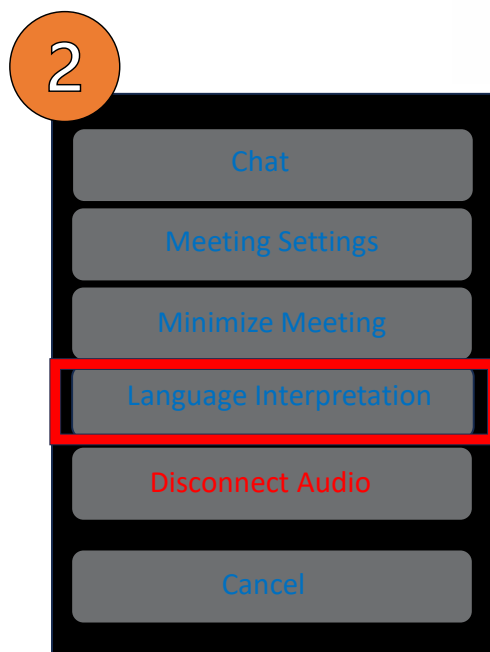 2
Chat
Meeting Settings
Minimize Meeting
Language Interpretation
Disconnect Audio
Cancel